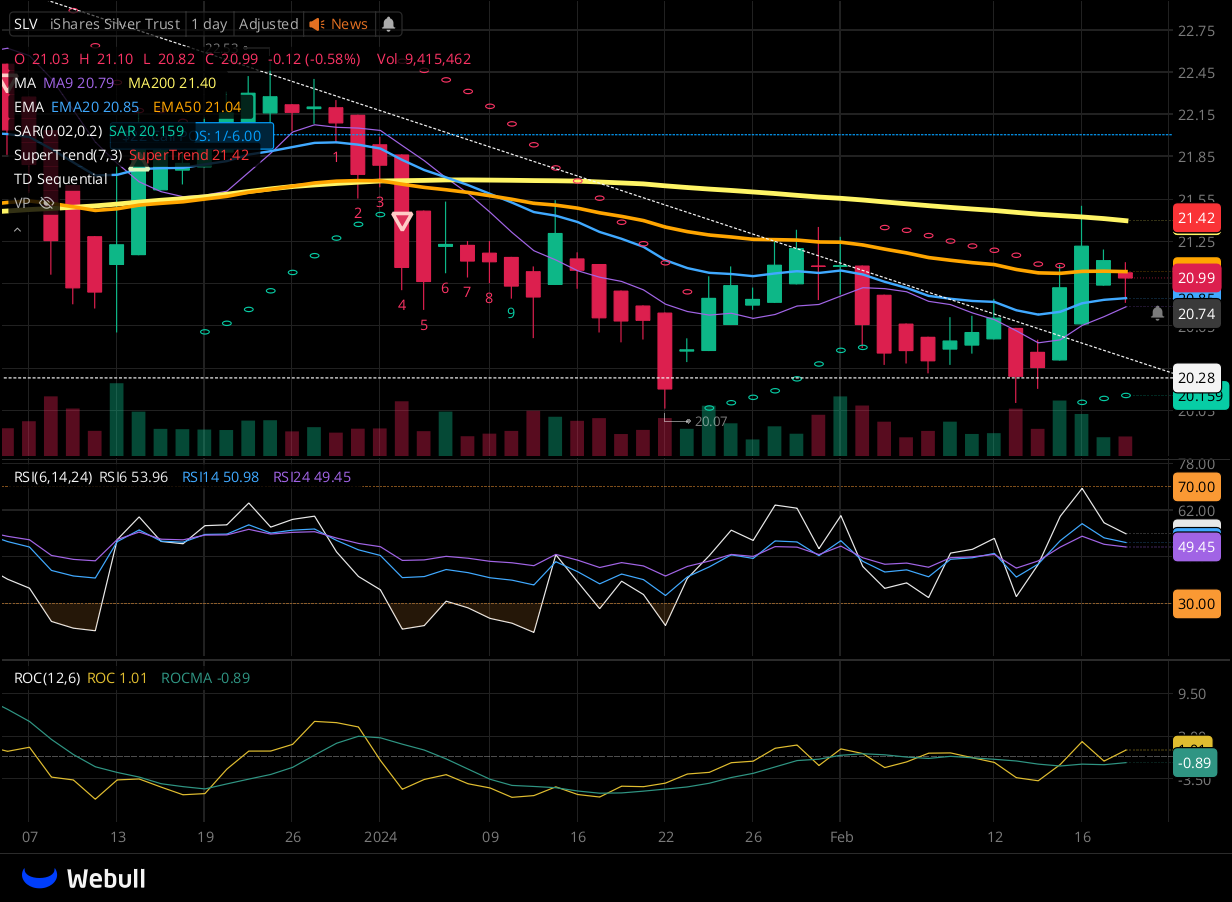 SLV iShares Silver Trust 1 day Adjusted News
O 21.03 H 21.10 L 20.82 C 20.99 -0.12 (-0.58%) Vol 9,415,462
MA MA9 20.79 MA200 21.40
EMA EMA20 20.85 EMA50 21.04
SAR(0.02,0.2) SAR 20.159
OS: 1/-6.00
SuperTrend(7,3) SuperTrend 21.42
TD Sequential
VP
22.75
22.45
22.15
21.85
21.55
21.42
21.25
20.99
20.74
20.28
20.159
1
2 3
4
5
6 7 8
9
20.07
RSI(6,14,24) RSI6 53.96 RSI14 50.98 RSI24 49.45
78.00
70.00
62.00
49.45
30.00
ROC(12,6) ROC 1.01 ROCMA -0.89
9.50
-0.89
-3.50
07 13 19 26 2024 09 16 22 26 Feb 12 16
Webull